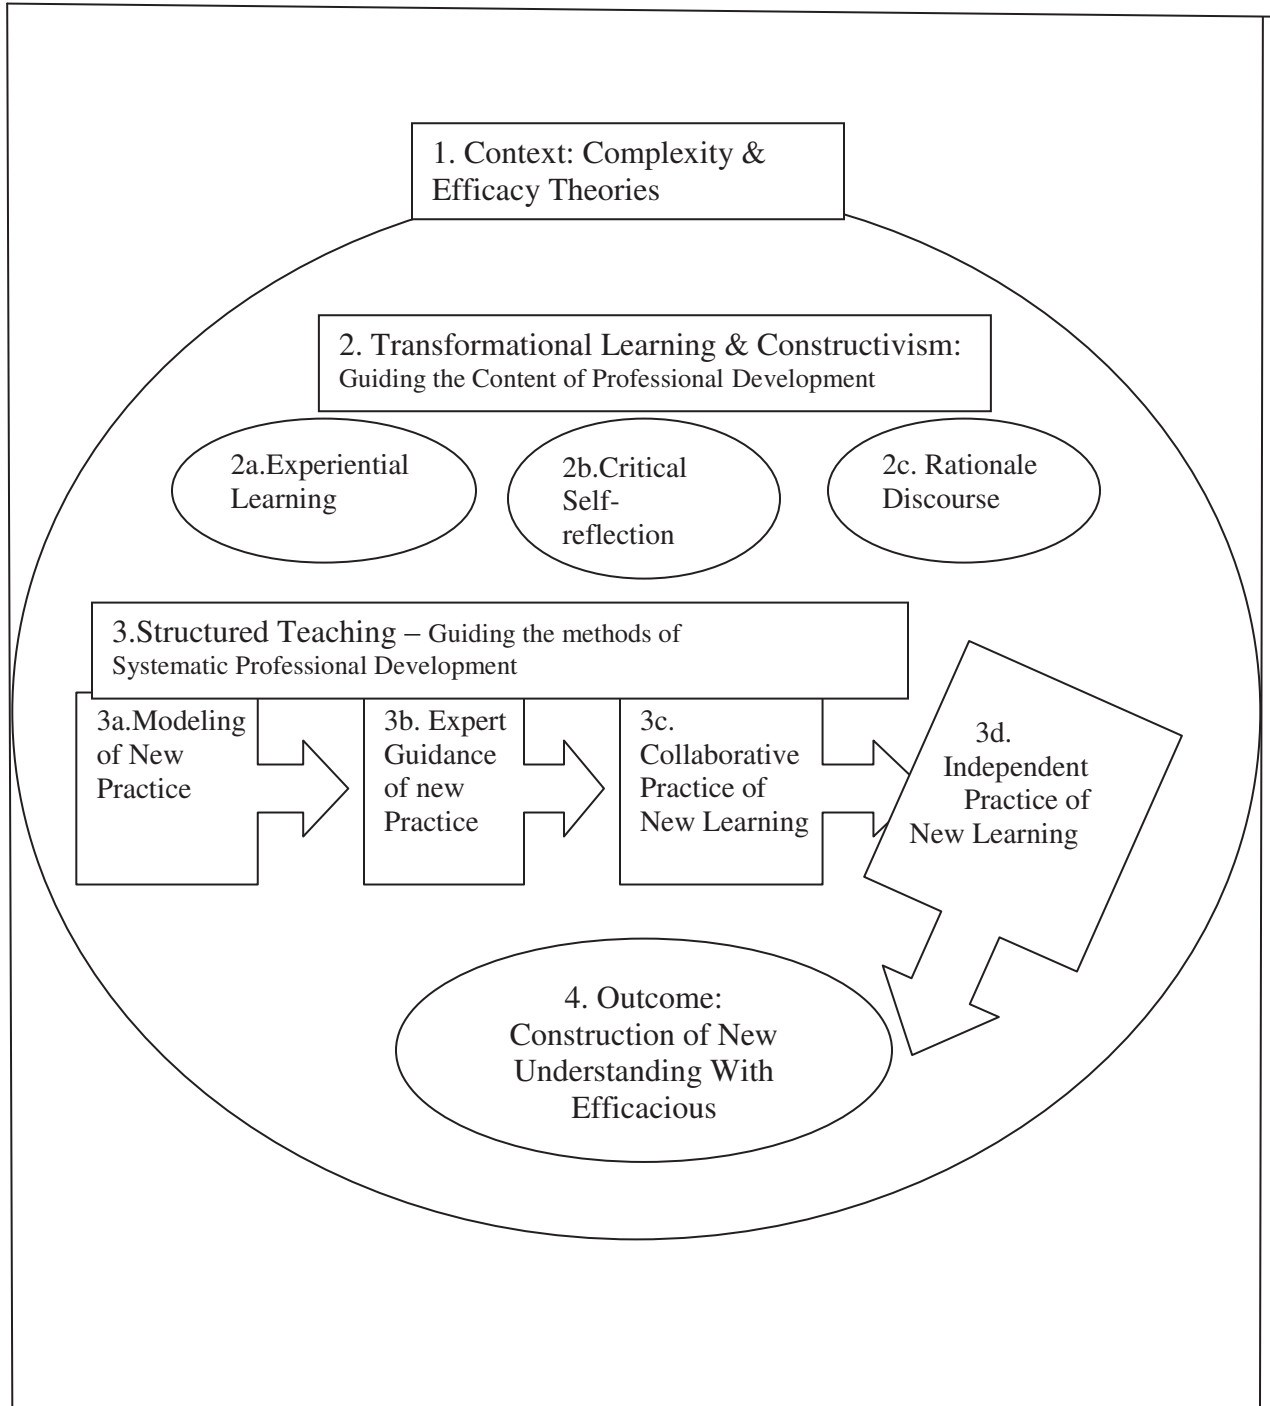 1. Context: Complexity &
Efficacy Theories
2. Transformational Learning & Constructivism:
Guiding the Content of Professional Development
2a.Experiential
Learning
2b.Critical
Self-
reflection
2c. Rationale
Discourse
3.Structured Teaching – Guiding the methods of
Systematic Professional Development
3a.Modeling
of New
Practice
3b. Expert
Guidance
of new
Practice
3c.
Collaborative
Practice of
New Learning
3d.
Independent
Practice of
New Learning
4. Outcome:
Construction of New
Understanding With
Efficacious